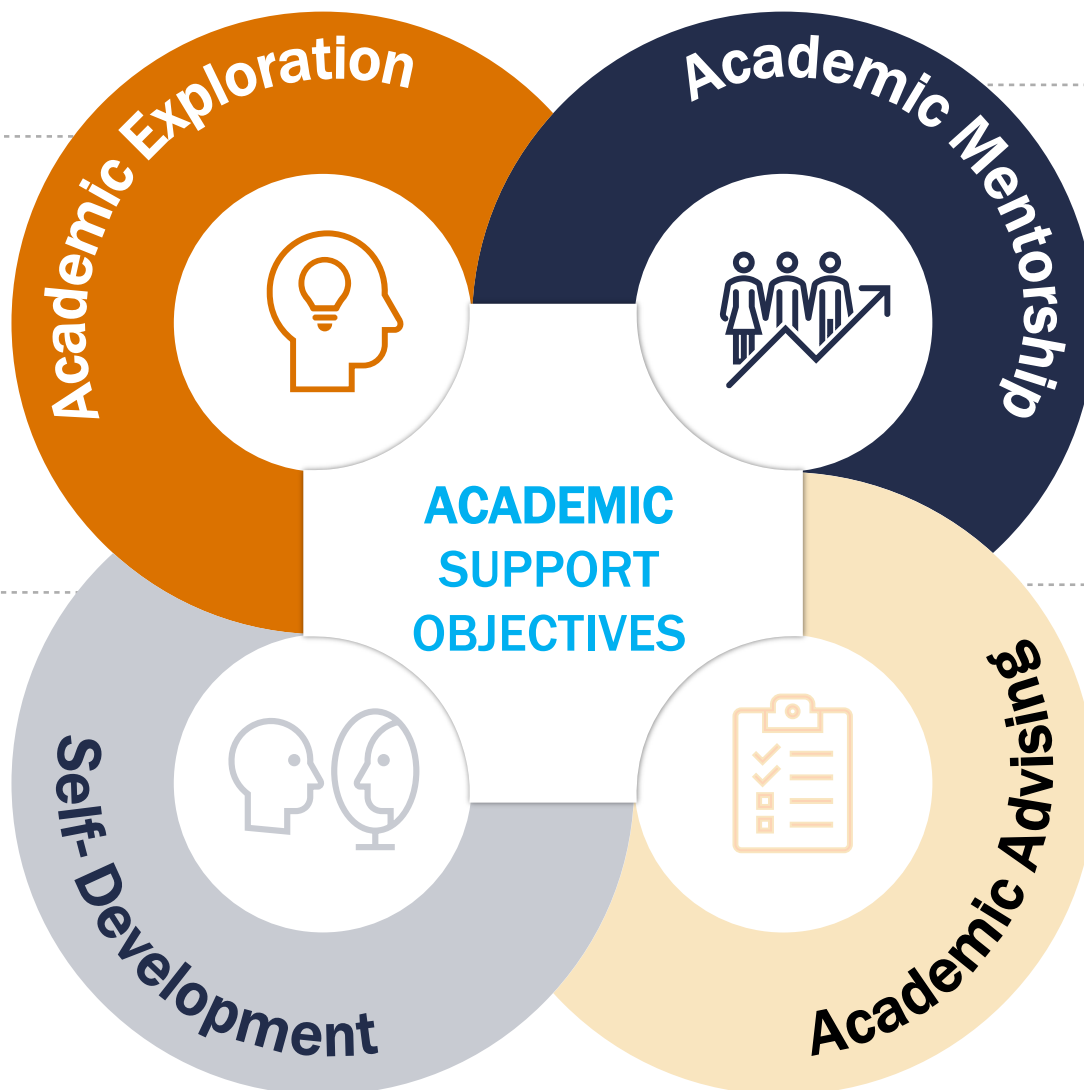 Academic Exploration
Academic Mentorship
ACADEMIC
SUPPORT
OBJECTIVES
Self- Development
Academic Advising